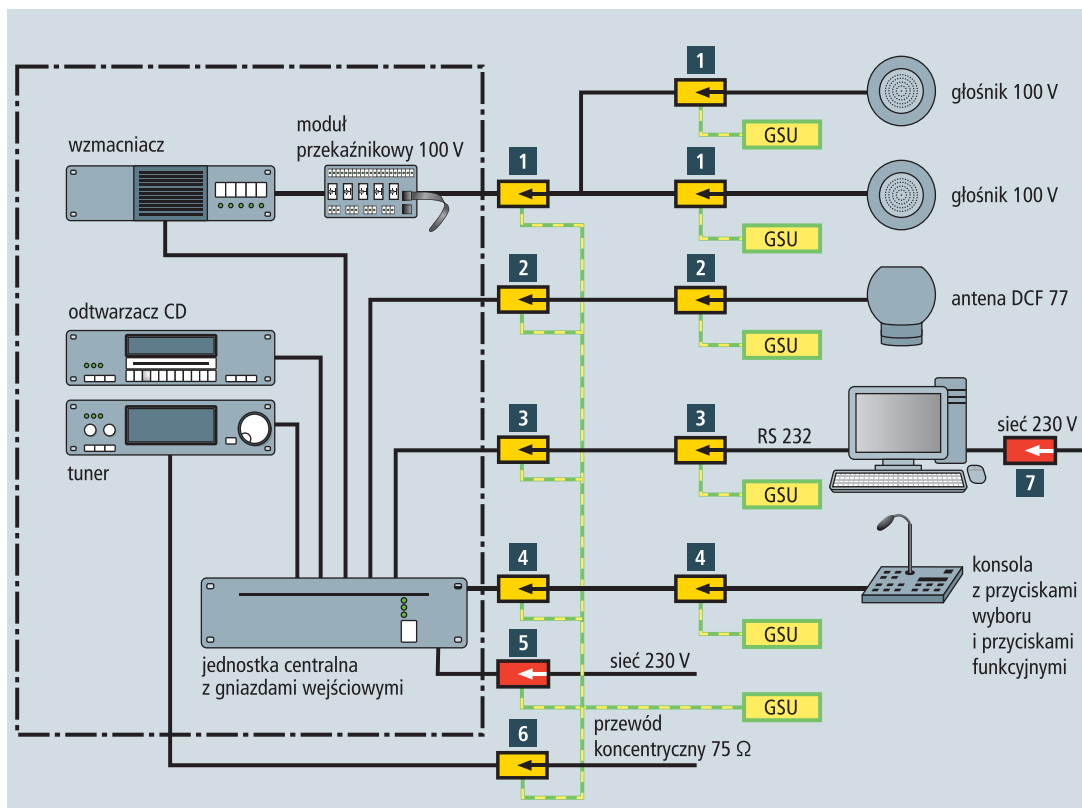 1
głośnik 100 V
GSU
wzmacniacz
moduł
przekaźnikowy 100 V
1
1
głośnik 100 V
GSU
2
2
antena DCF 77
GSU
odtwarzacz CD
tuner
3
3
RS 232
sieć 230 V
7
GSU
4
4
konsola
z przyciskami
wyboru
i przyciskami
funkcyjnymi
GSU
jednostka centralna
z gniazdami wejściowymi
5
sieć 230 V
GSU
6
przewód
koncentryczny 75 Ω